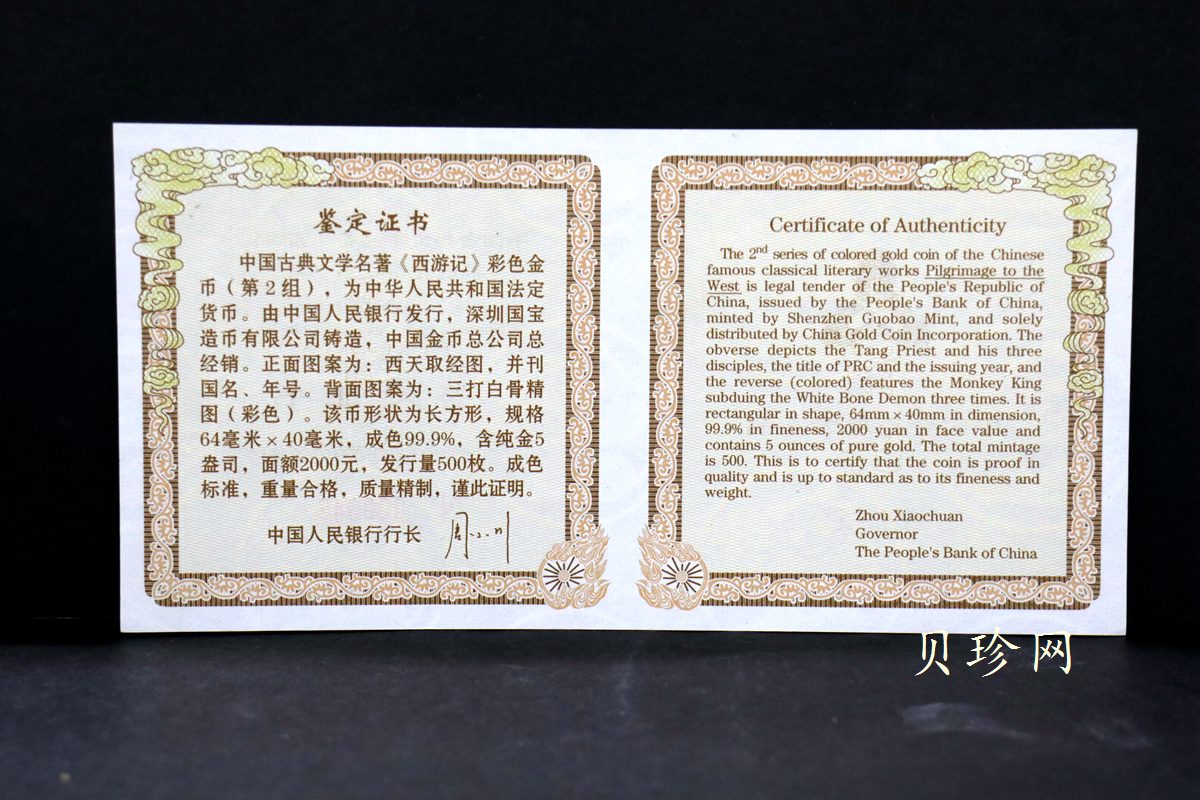 鉴定证书
中国古典文学名著《西游记》彩色金
币（第2组），为中华人民共和国法定
货币。由中国人民银行发行，深圳国宝
造币有限公司铸造，中国金币总公司总
经销。正面图案为：西天取经图，并刊
国名、年号。背面图案为：三打白骨精
图（彩色）。该币形状为长方形，规格
64毫米×40毫米，成色99.9%，含纯金5
盎司，面额2000元，发行量500枚。成色
标准，重量合格，质量精制，谨此证明。
中国人民银行行长 周小川
Certificate of Authenticity
The 2nd series of colored gold coin of the Chinese
famous classical literary works Pilgrimage to the
West is legal tender of the People's Republic of
China, issued by the People's Bank of China,
minted by Shenzhen Guobao Mint, and solely
distributed by China Gold Coin Incorporation. The
obverse depicts the Tang Priest and his three
disciples, the title of PRC and the issuing year, and
the reverse (colored) features the Monkey King
subduing the White Bone Demon three times. It is
rectangular in shape, 64mm×40mm in dimension,
99.9% in fineness, 2000 yuan in face value and
contains 5 ounces of pure gold. The total mintage
is 500. This is to certify that the coin is proof in
quality and is up to standard as to its fineness and
weight.
Zhou Xiaochuan
Governor
The People's Bank of China
贝珍网